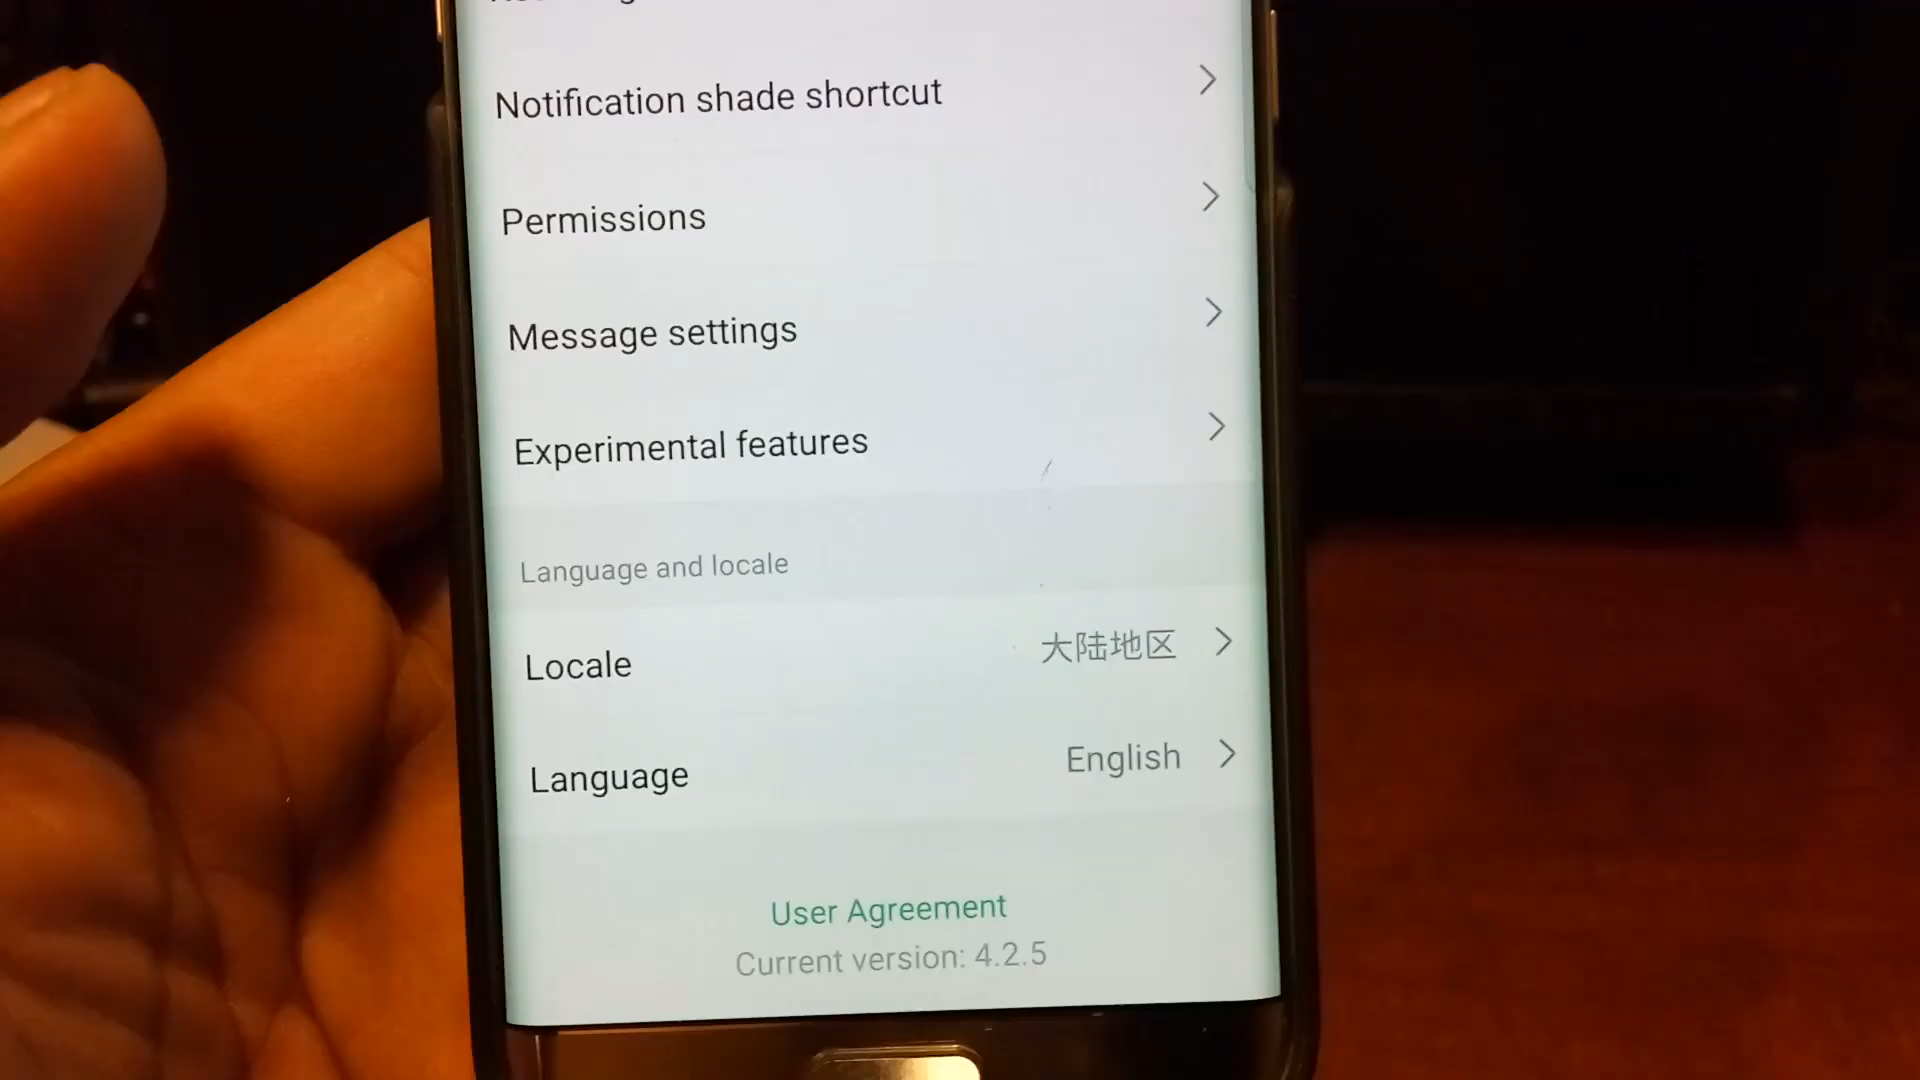 Notification shade shortcut
Permissions
Message settings
Experimental features
Language and locale
Locale 大陆地区
Language English
User Agreement
Current version: 4.2.5